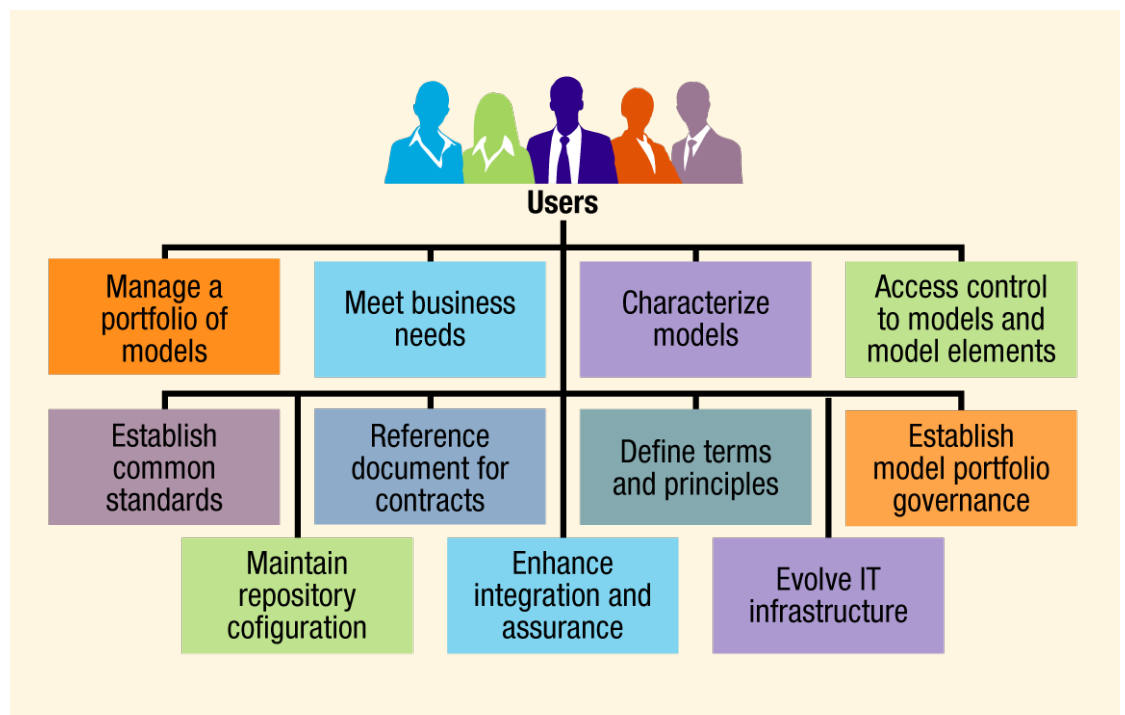 Users
Manage a
portfolio of
models
Meet business
needs
Characterize
models
Access control
to models and
model elements
Establish
common
standards
Reference
document for
contracts
Define terms
and principles
Establish
model portfolio
governance
Maintain
repository
cofiguration
Enhance
integration and
assurance
Evolve IT
infrastructure